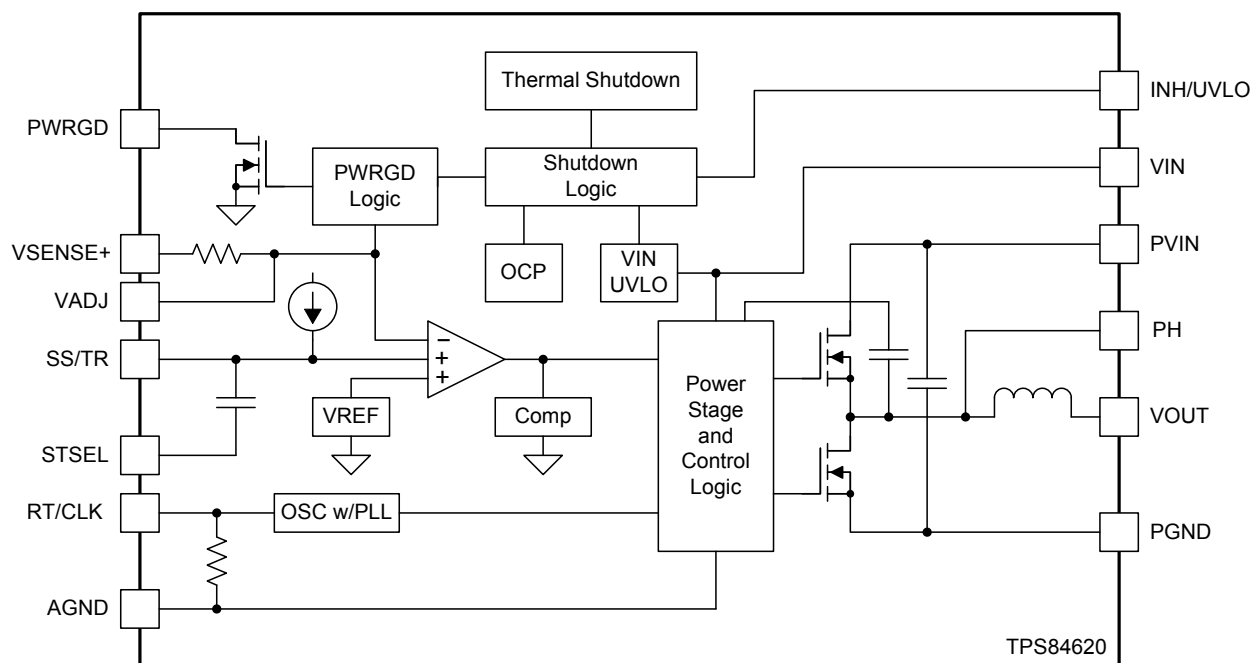 Thermal Shutdown
PWRGD
INH/UVLO
PWRGD
Logic
Shutdown
Logic
VIN
VSENSE+
OCP
VIN
UVLO
PVIN
VADJ
SS/TR
−
+
+
PH
VREF
Comp
Power
Stage
and
Control
Logic
VOUT
STSEL
RT/CLK
OSC w/PLL
PGND
AGND
TPS84620